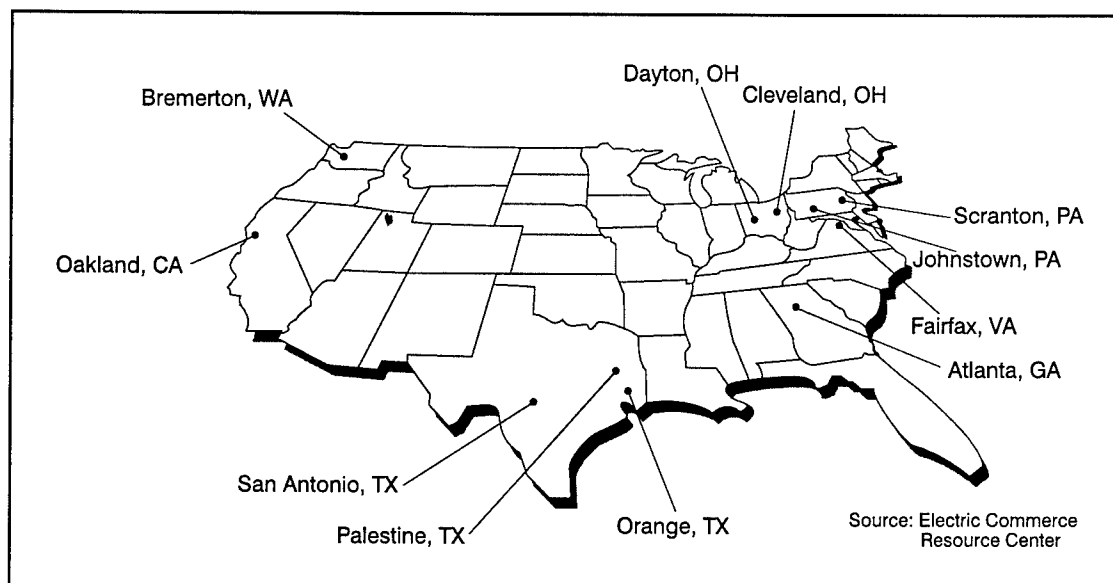 Dayton, OH
Cleveland, OH
Bremerton, WA
Scranton, PA
Oakland, CA
Johnstown, PA
Fairfax, VA
Atlanta, GA
San Antonio, TX
Palestine, TX
Orange, TX
Source: Electric Commerce
Resource Center